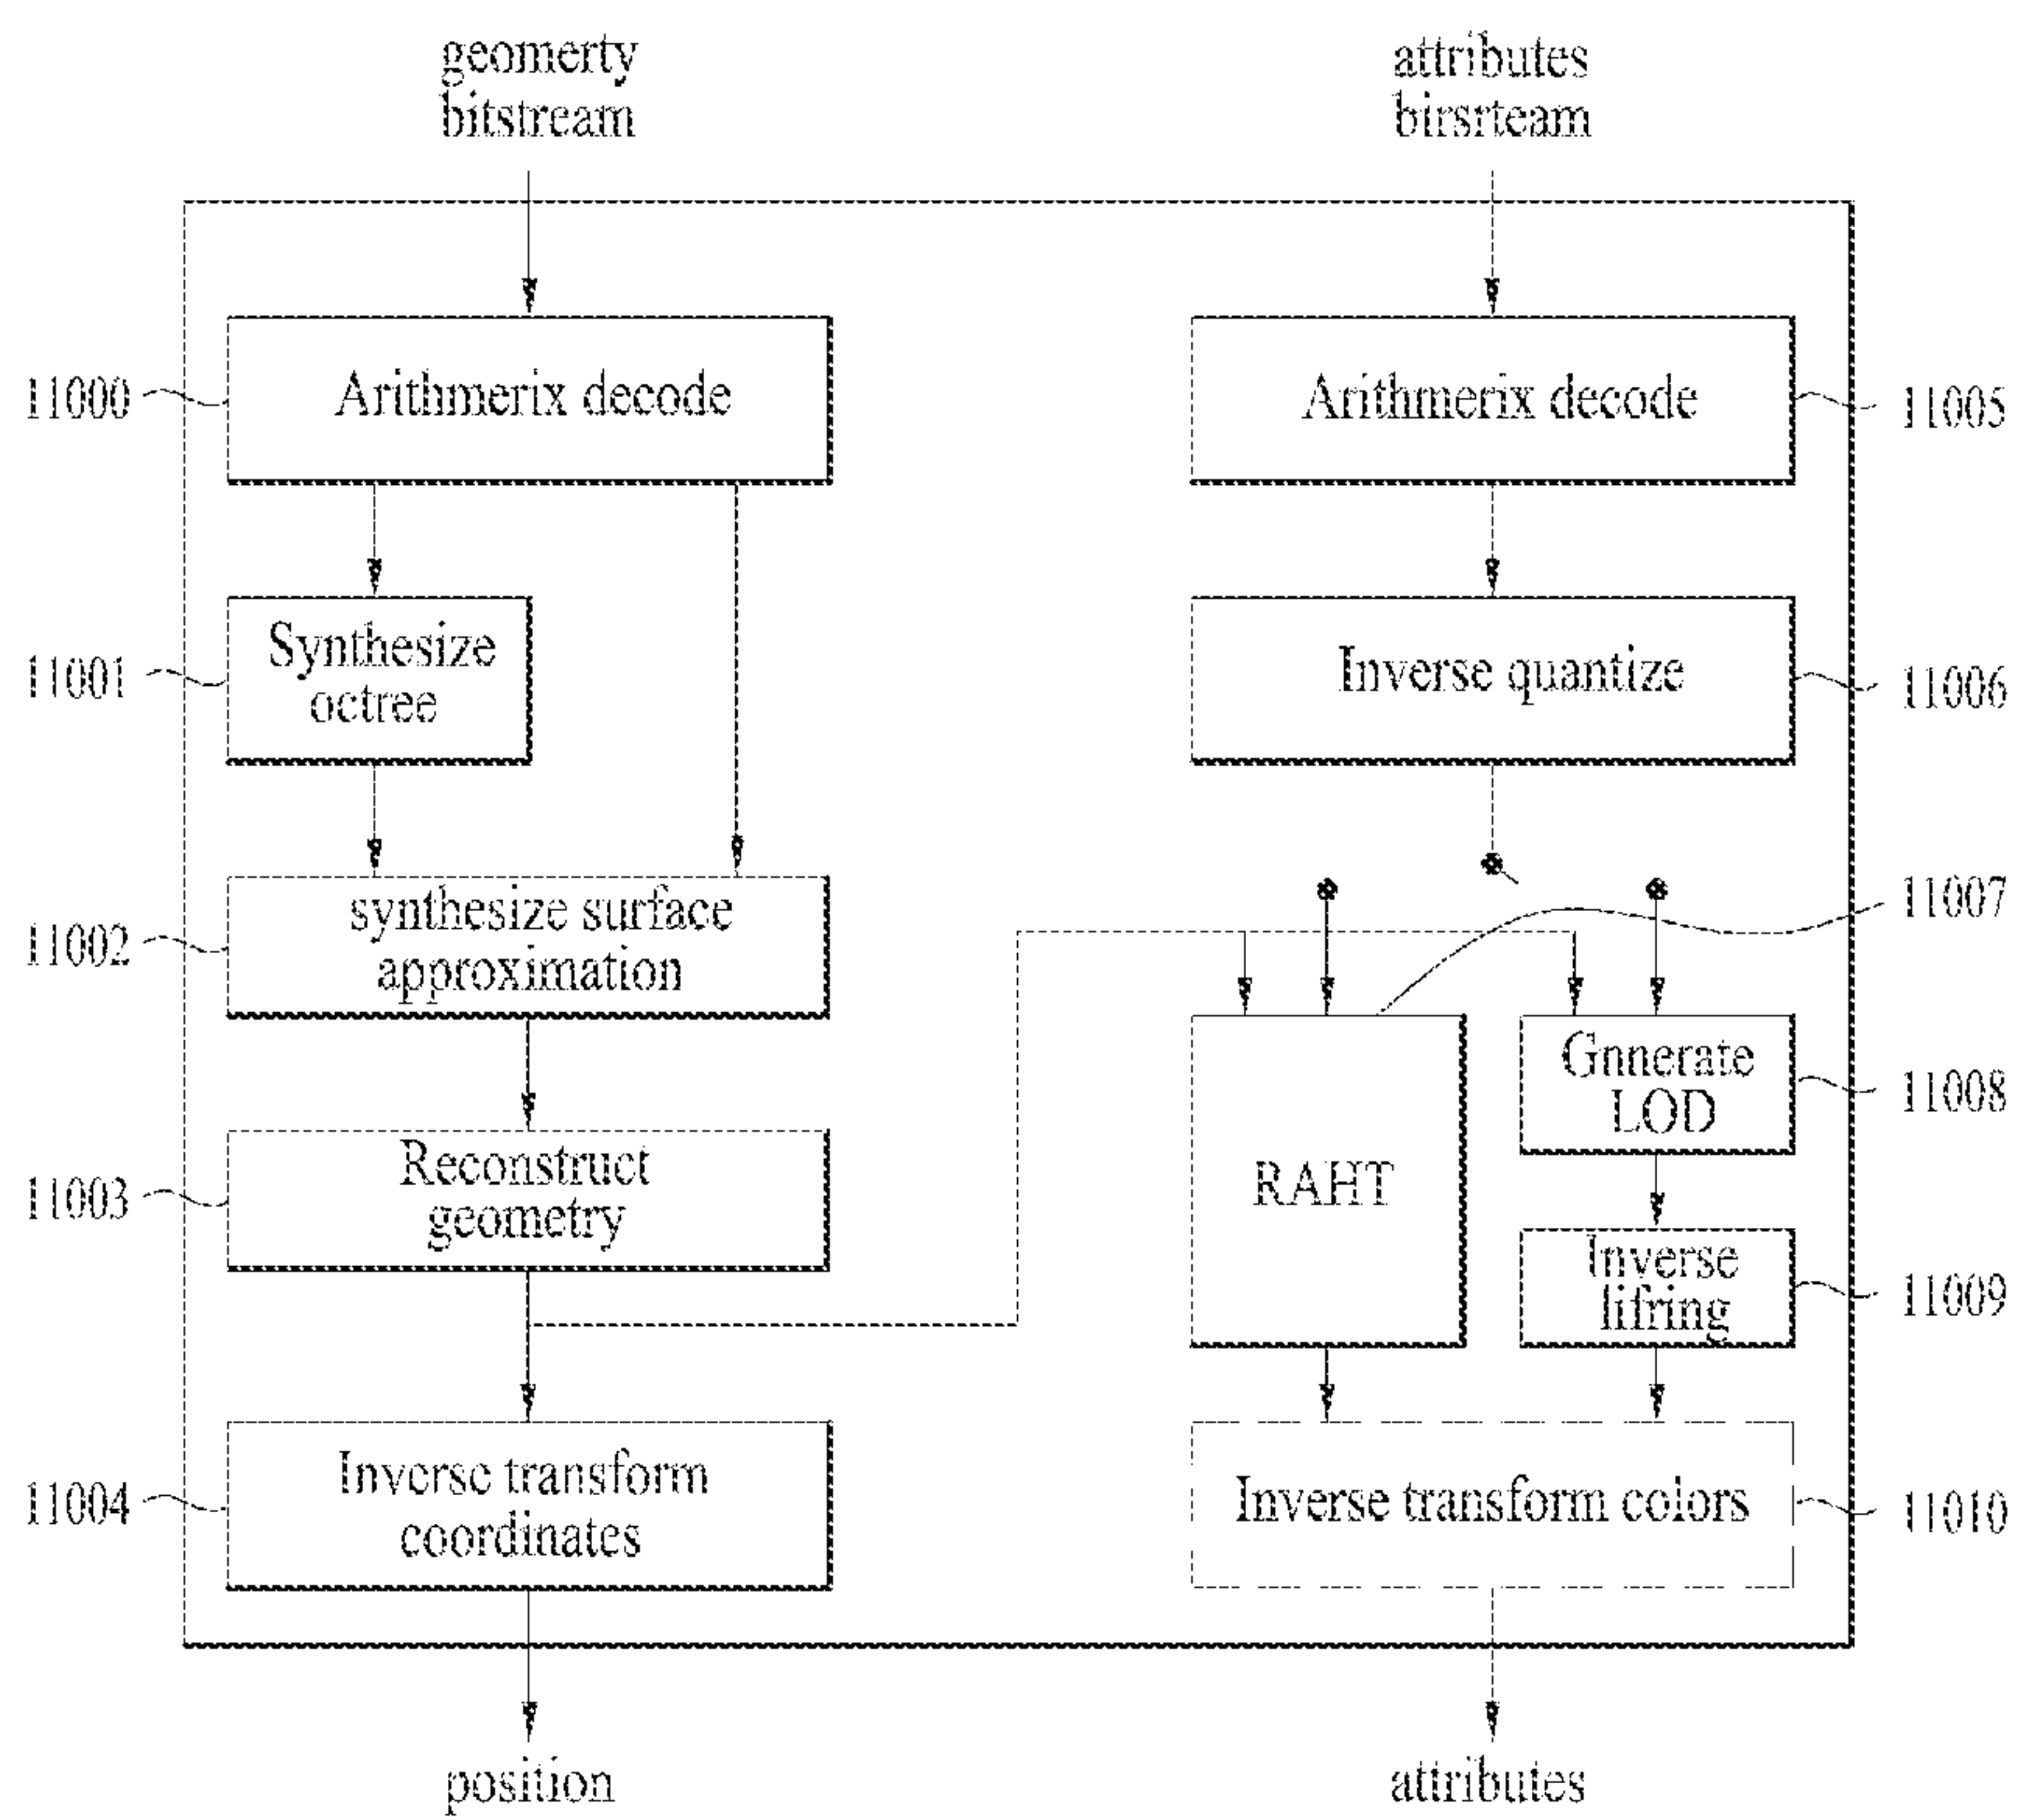 geomerty
bitstream
attributes
birsrteam
11000
Arithmerix decode
Arithmerix decode
11005
11001
Synthesize
octree
Inverse quantize
11006
11002
synthesize surface
approximation
11007
Gnnerate
LOD
11008
11003
Reconstruct
geometry
RAHT
Inverse
lifring
11009
11004
Inverse transform
coordinates
Inverse transform colors
11010
position
attributes